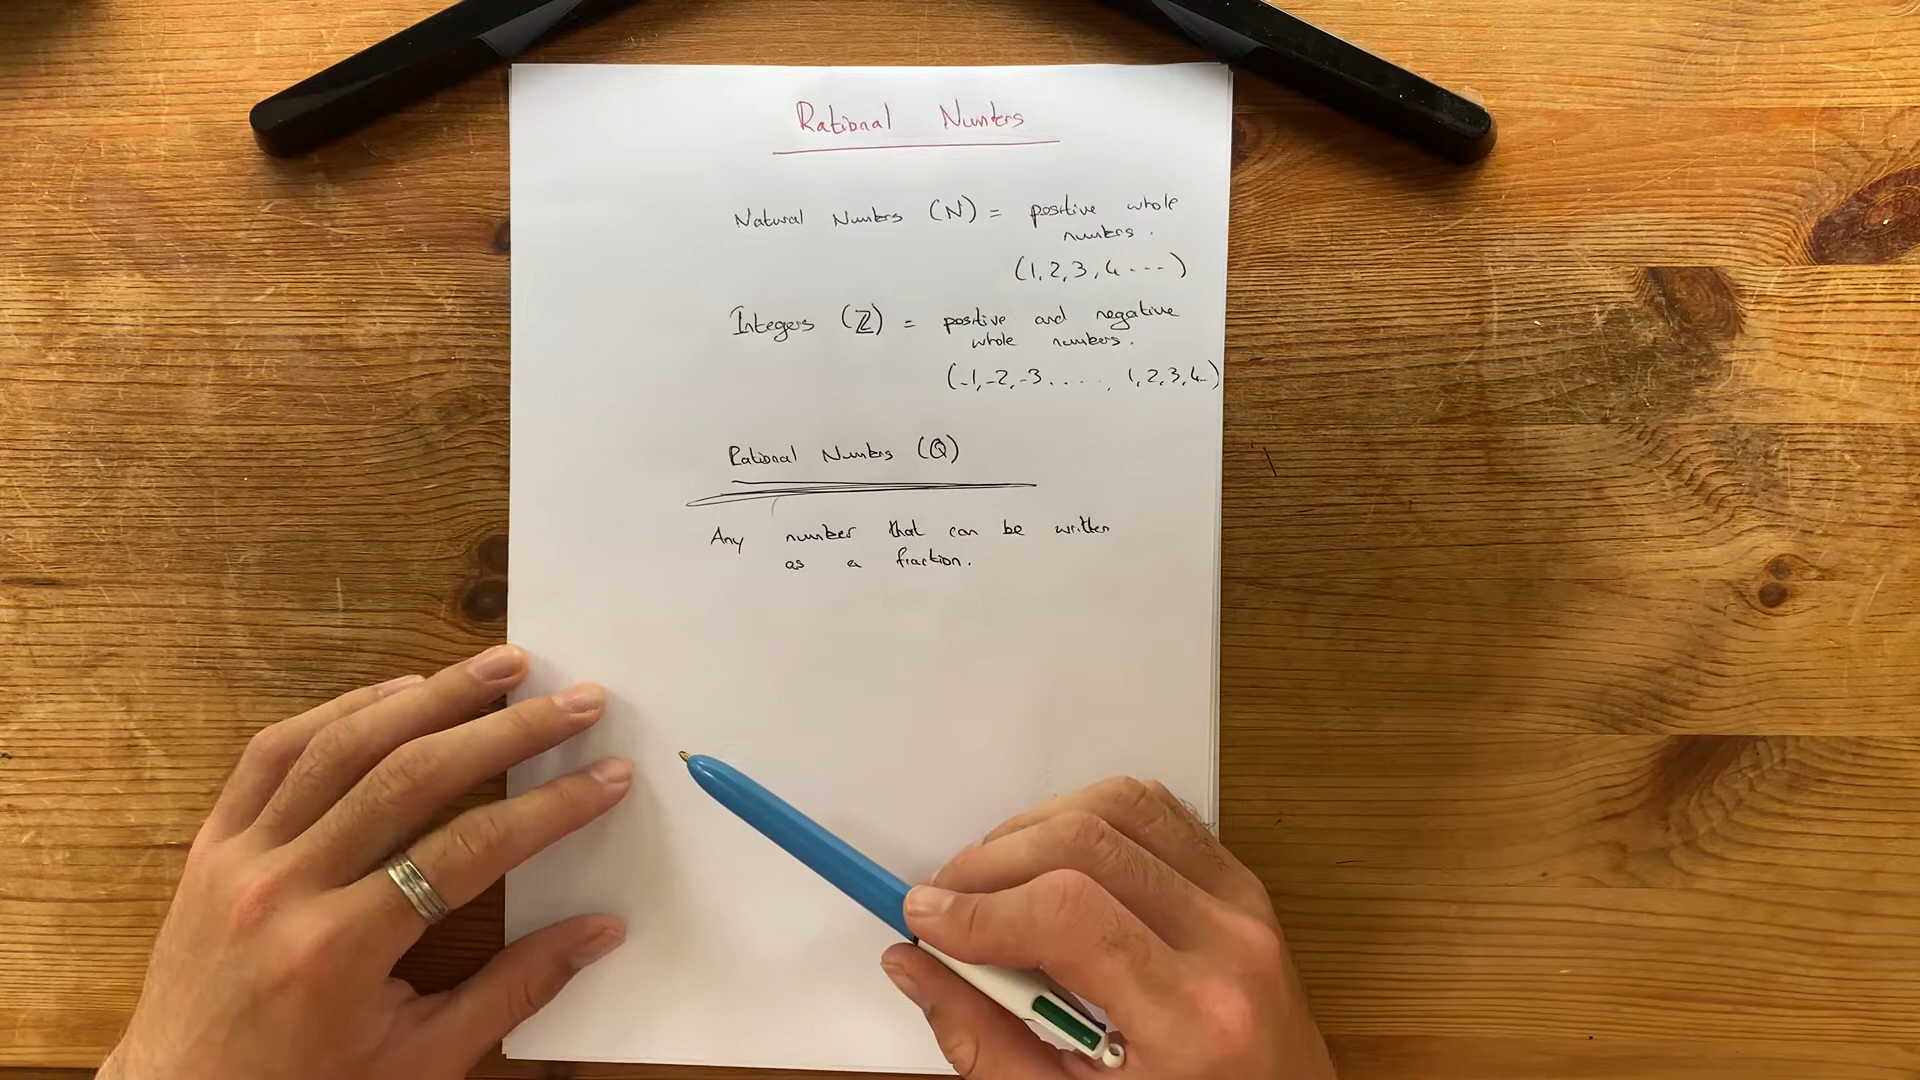 Rational Numbers
Natural Numbers (N) = positive whole
numbers.
(1,2,3,4 ---)
Integers (ℤ) = positive and negative
whole numbers.
(-1,-2,-3....., 1,2,3,4-)
Rational Numbers (ℚ)
Any number that can be written
as a fraction.